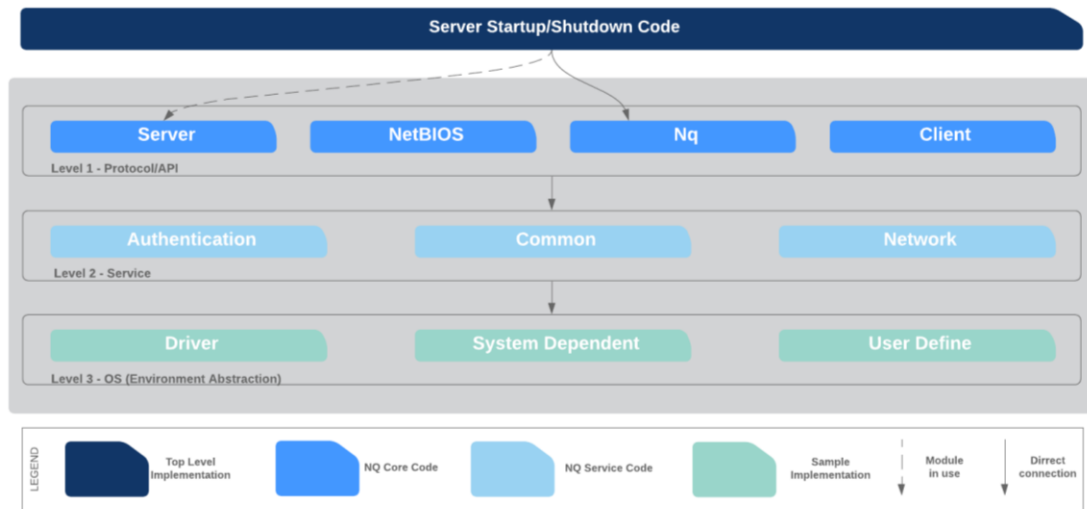 Server Startup/Shutdown Code
Server
NetBIOS
Nq
Client
Level 1 - Protocol/API
Authentication
Common
Network
Level 2 - Service
Driver
System Dependent
User Define
Level 3 - OS (Environment Abstraction)
LEGEND
Top Level
Implementation
NQ Core Code
NQ Service Code
Sample
Implementation
Module
in use
Dirrect
connection